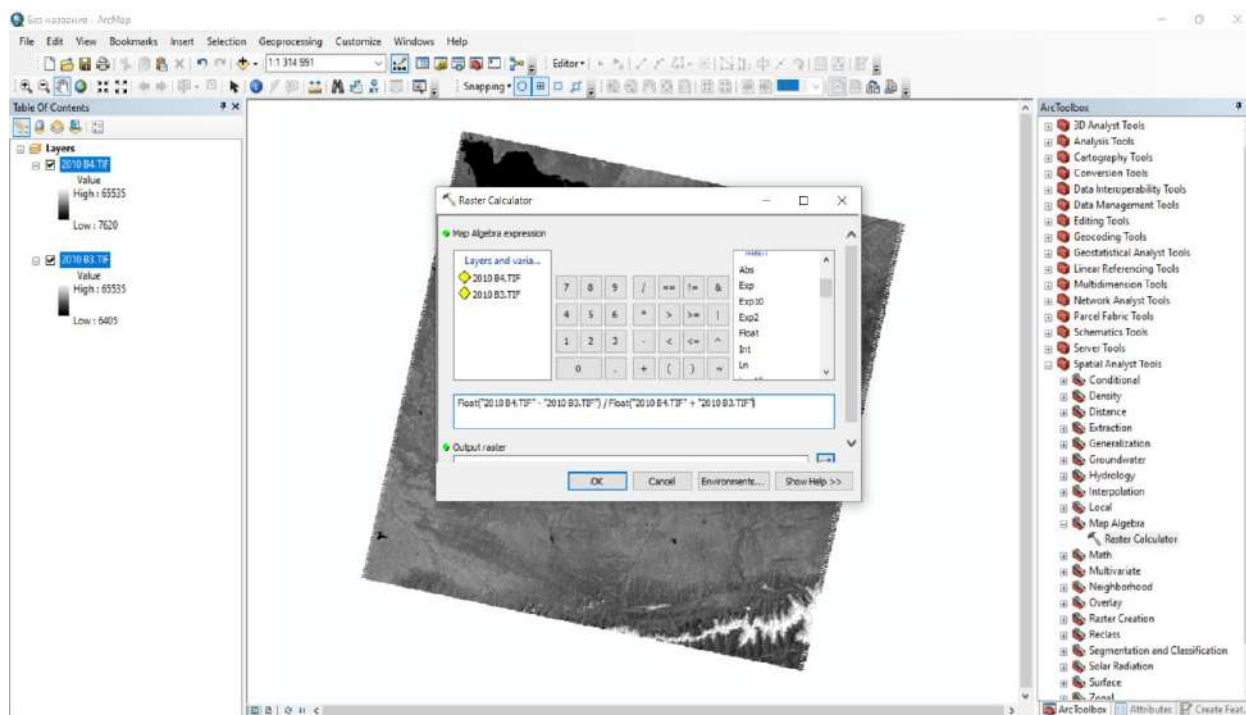 Без названия - ArcMap
File Edit View Bookmarks Insert Selection Geoprocessing Customize Windows Help
1:1 314 991
Editor
Snapping
Table Of Contents
Layers
2010 B4.TIF
Value
High : 65535
Low : 7620
2010 B3.TIF
Value
High : 65535
Low : 6405
Raster Calculator
Map Algebra expression
Layers and varia...
2010 B4.TIF
2010 B3.TIF
7 8 9 / == != &
4 5 6 * > >= |
1 2 3 - < <= ^
0 . + ( ) ~
Abs
Exp
Exp10
Exp2
Float
Int
Ln
Float("2010 B4.TIF" - "2010 B3.TIF") / Float("2010 B4.TIF" + "2010 B3.TIF")
Output raster
OK Cancel Environments... Show Help >>
ArcToolbox
3D Analyst Tools
Analysis Tools
Cartography Tools
Conversion Tools
Data Interoperability Tools
Data Management Tools
Editing Tools
Geocoding Tools
Geostatistical Analyst Tools
Linear Referencing Tools
Multidimension Tools
Network Analyst Tools
Parcel Fabric Tools
Schematics Tools
Server Tools
Spatial Analyst Tools
Conditional
Density
Distance
Extraction
Generalization
Groundwater
Hydrology
Interpolation
Local
Map Algebra
Raster Calculator
Math
Multivariate
Neighborhood
Overlay
Raster Creation
Reclass
Segmentation and Classification
Solar Radiation
Surface
Zonal
ArcToolbox Attributes Create Feat...